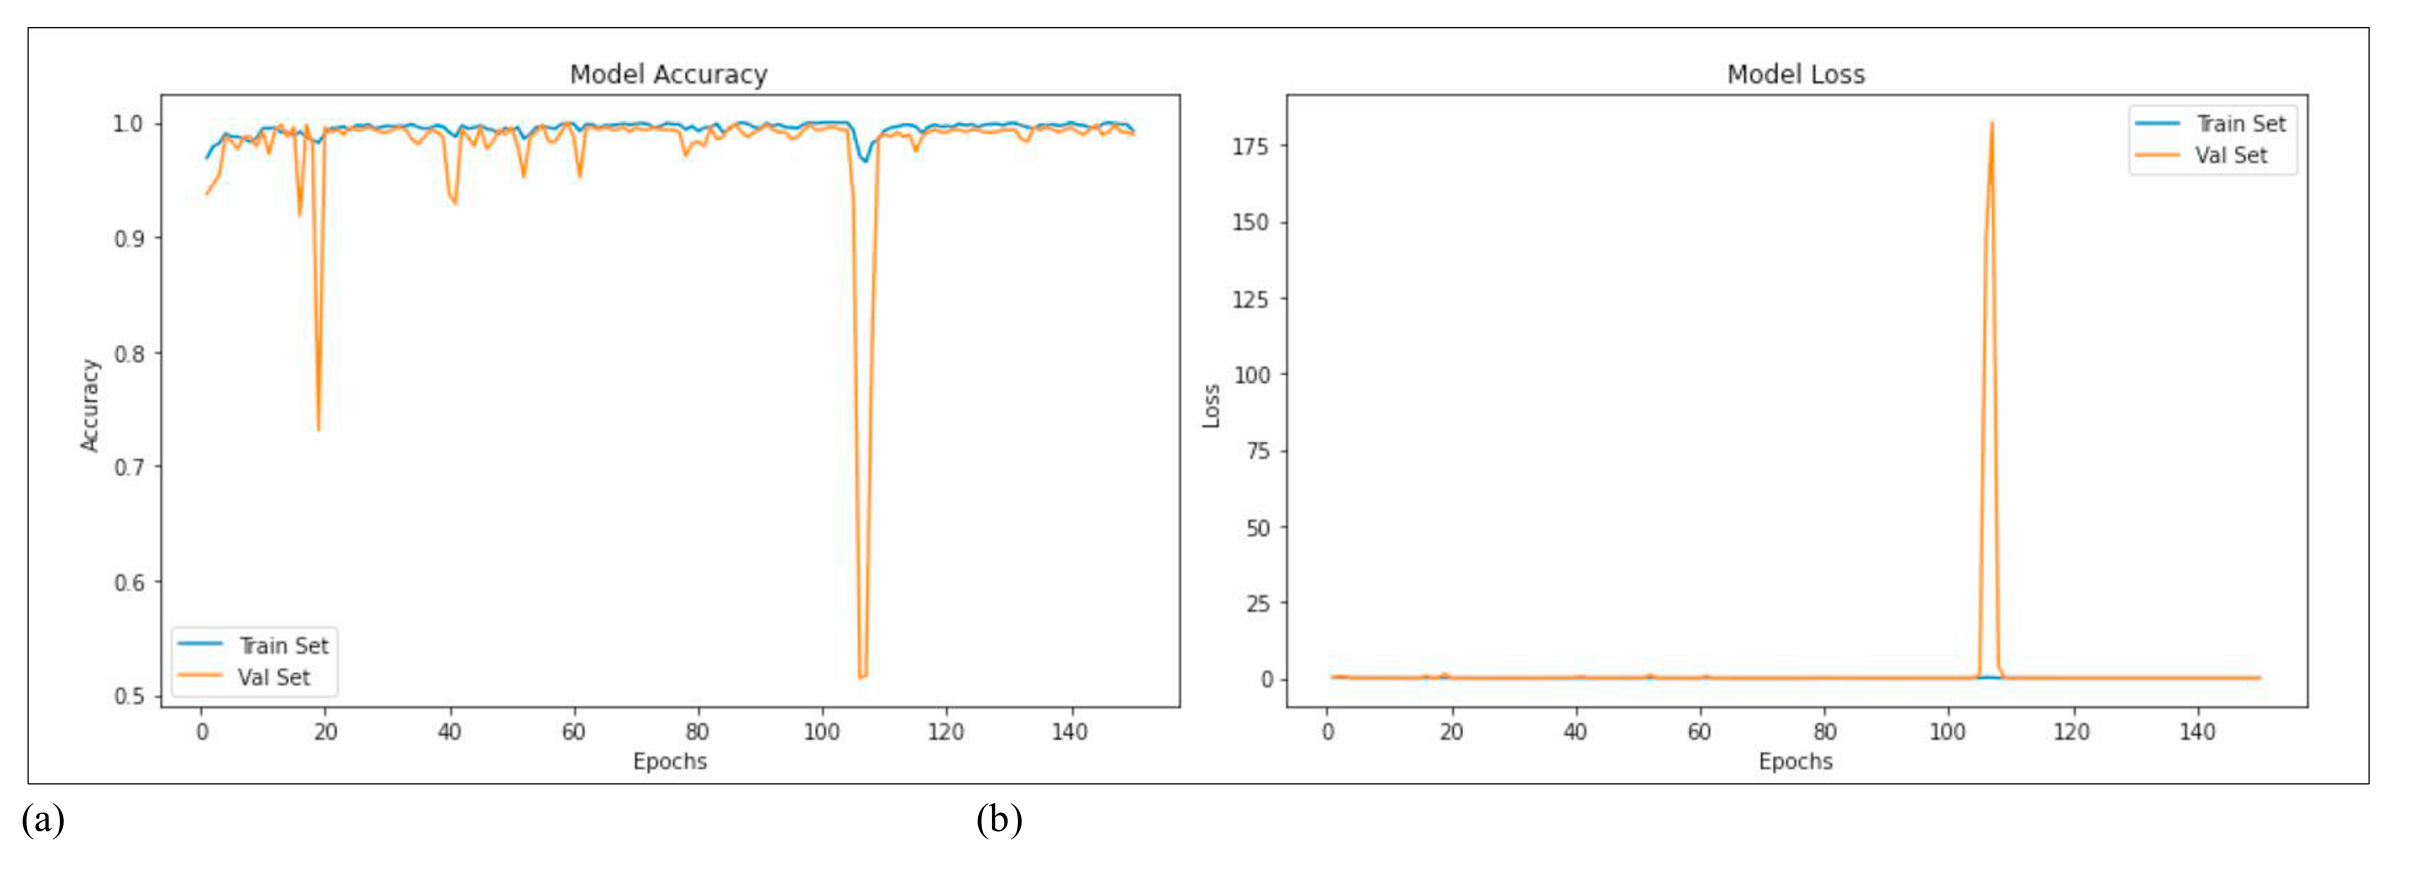 Model Accuracy
1.0
0.9
0.8
0.7
0.6
0.5
Accuracy
Train Set
Val Set
0 20 40 60 80 100 120 140
Epochs
Model Loss
175
150
125
100
75
50
25
0
Loss
Train Set
Val Set
0 20 40 60 80 100 120 140
Epochs
(a) (b)